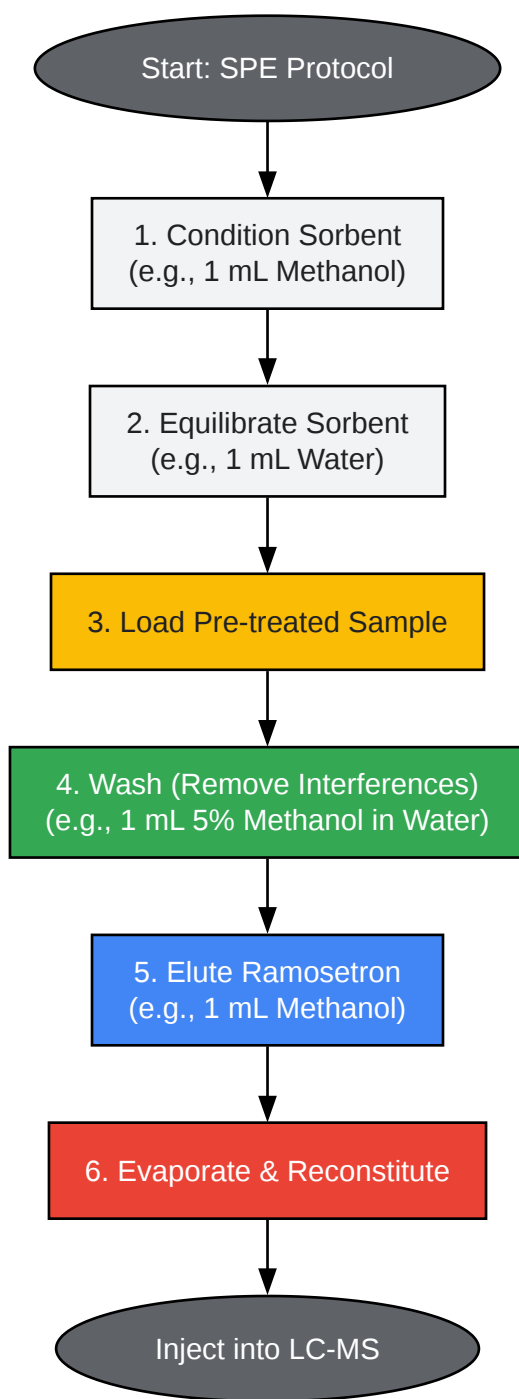 Start: SPE Protocol
1. Condition Sorbent
(e.g., 1 mL Methanol)
2. Equilibrate Sorbent
(e.g., 1 mL Water)
3. Load Pre-treated Sample
4. Wash (Remove Interferences)
(e.g., 1 mL 5% Methanol in Water)
5. Elute Ramosetron
(e.g., 1 mL Methanol)
6. Evaporate & Reconstitute
Inject into LC-MS